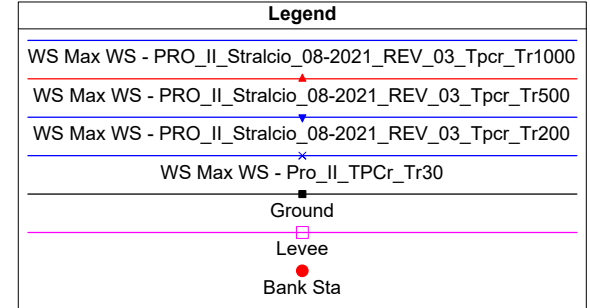 Legend
WS Max WS - PRO_II_Stralcio_08-2021_REV_03_Tpcr_Tr1000
WS Max WS - PRO_II_Stralcio_08-2021_REV_03_Tpcr_Tr500
WS Max WS - PRO_II_Stralcio_08-2021_REV_03_Tpcr_Tr200
WS Max WS - Pro_II_TPCr_Tr30
Ground
Levee
Bank Sta